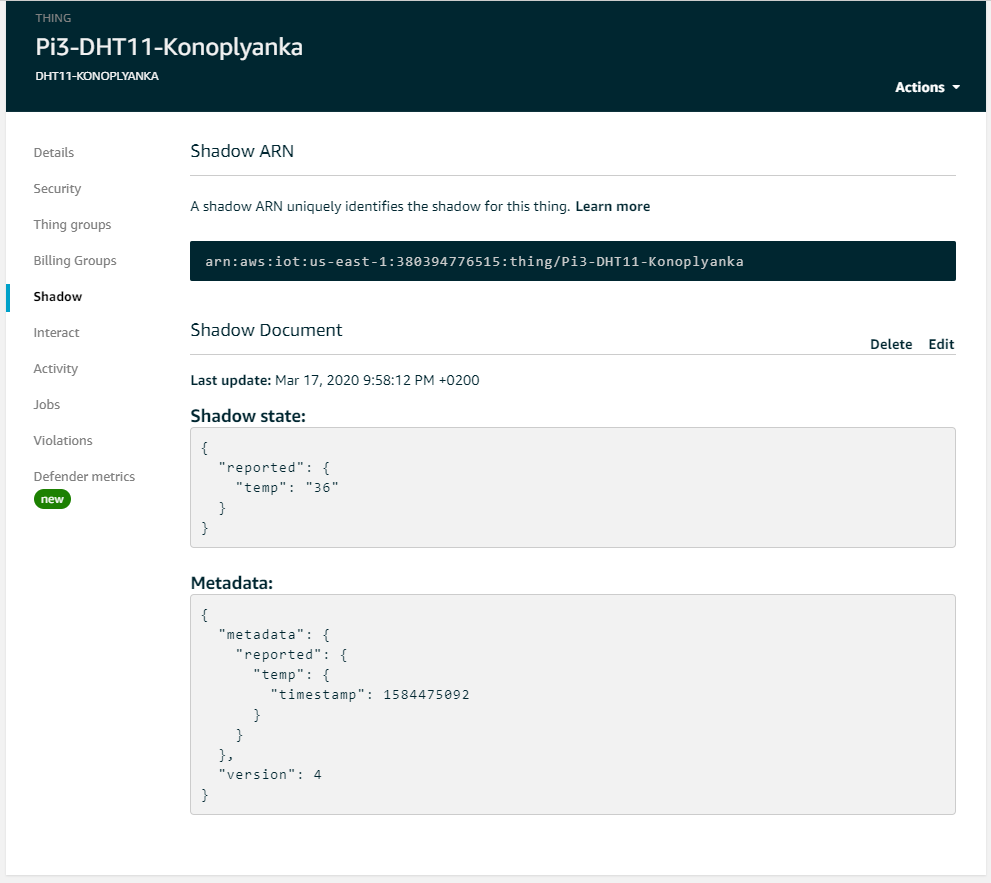 THING
Pi3-DHT11-Konoplyanka
DHT11-KONOPLYANKA
Actions
Details
Security
Thing groups
Billing Groups
Shadow
Interact
Activity
Jobs
Violations
Defender metrics
new
Shadow ARN
A shadow ARN uniquely identifies the shadow for this thing. Learn more
arn:aws:iot:us-east-1:380394776515:thing/Pi3-DHT11-Konoplyanka
Shadow Document
Delete Edit
Last update: Mar 17, 2020 9:58:12 PM +0200
Shadow state:
{
  "reported": {
    "temp": "36"
  }
}
Metadata:
{
  "metadata": {
    "reported": {
      "temp": {
        "timestamp": 1584475092
      }
    }
  },
  "version": 4
}